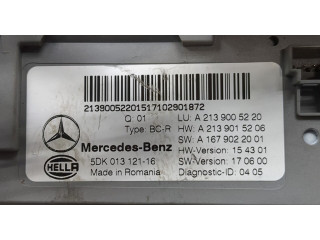 21390052201517102901872
Q 01 LU: A 213 900 52 20
Type: BC-R HW: A 213 901 52 06
SW: A 167 902 20 01
Mercedes-Benz HW-Version: 15 43 01
HELLA 5DK 013 121-16 SW-Version: 17 06 00
Made in Romania Diagnostic-ID: 04 05